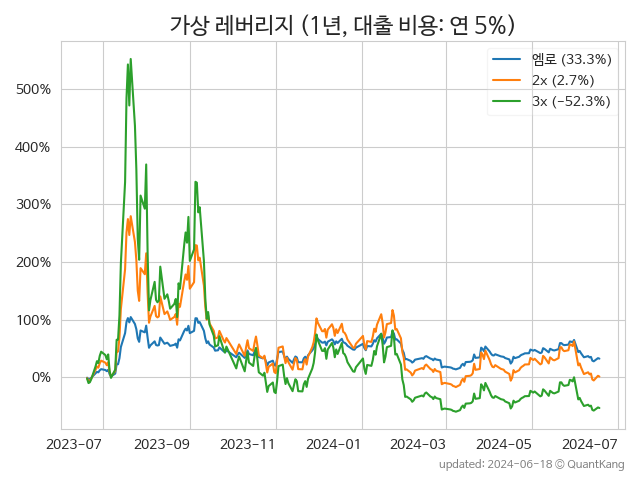 가상 레버리지 (1년, 대출 비용: 연 5%)
엠로 (33.3%)
2x (2.7%)
3x (−52.3%)
500%
400%
300%
200%
100%
0%
2023-07 2023-09 2023-11 2024-01 2024-03 2024-05 2024-07
updated: 2024-06-18 © QuantKang